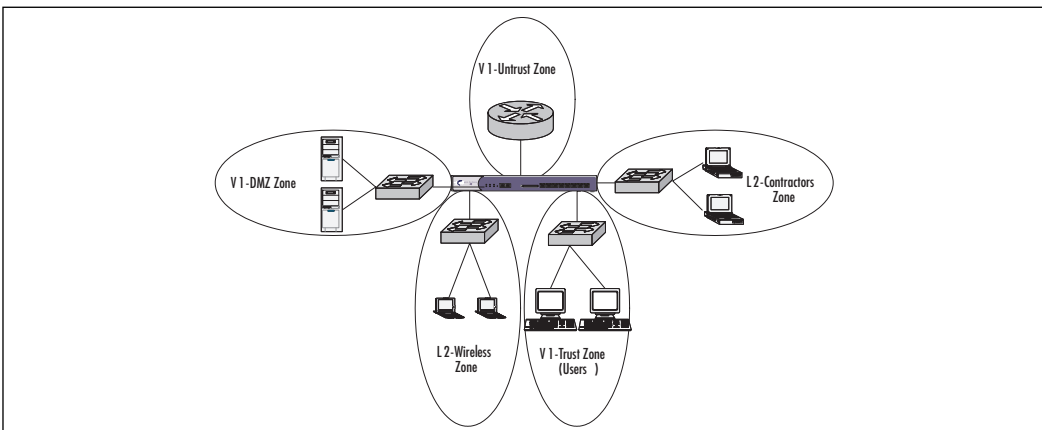 V 1-Untrust Zone
V 1-DMZ Zone
L 2-Contractors
Zone
L 2-Wireless
Zone
V 1-Trust Zone
(Users )